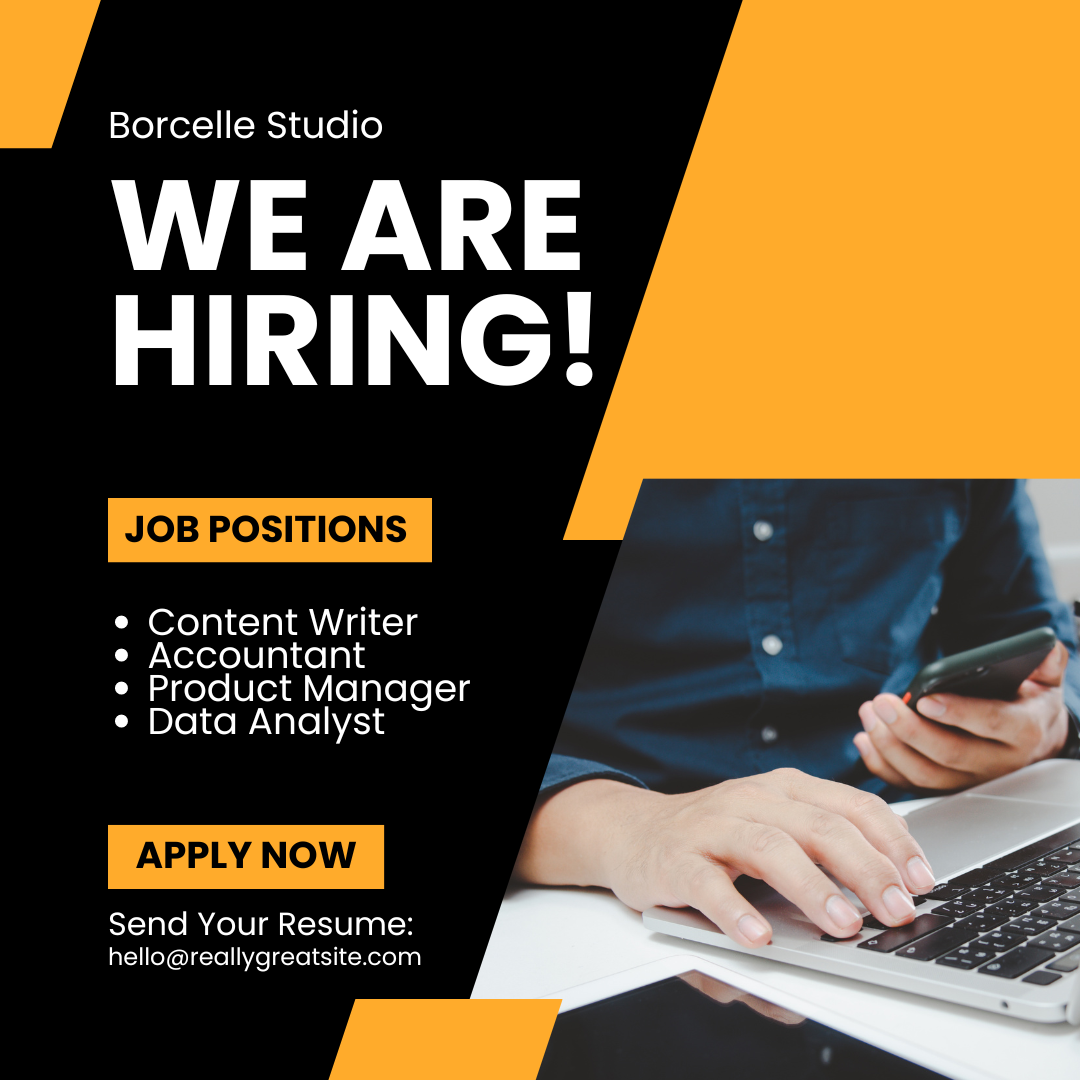 Borcelle Studio
WE ARE
HIRING!
JOB POSITIONS
• Content Writer
• Accountant
• Product Manager
• Data Analyst
APPLY NOW
Send Your Resume:
hello@reallygreatsite.com